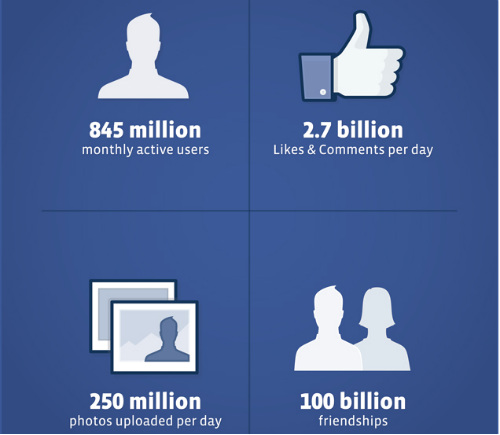 845 million
monthly active users
2.7 billion
Likes & Comments per day
250 million
photos uploaded per day
100 billion
friendships